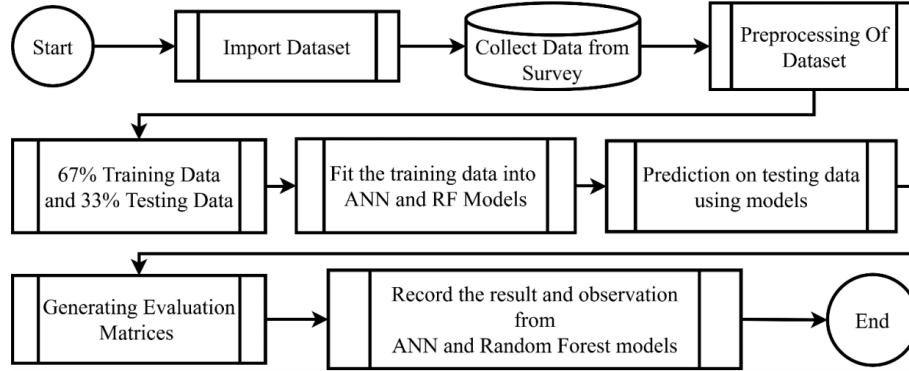 Start
Import Dataset
Collect Data from
Survey
Preprocessing Of
Dataset
67% Training Data
and 33% Testing Data
Fit the training data into
ANN and RF Models
Prediction on testing data
using models
Generating Evaluation
Matrices
Record the result and observation
from
ANN and Random Forest models
End